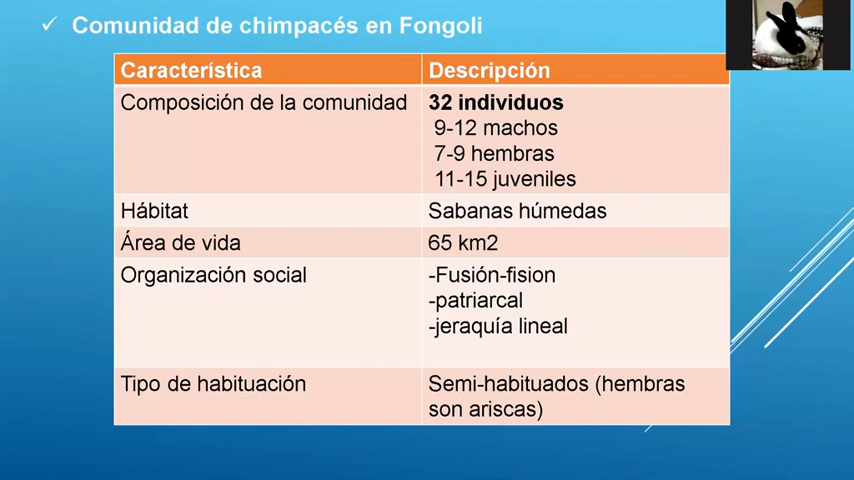 ✓ Comunidad de chimpacés en Fongoli
Característica Descripción
Composición de la comunidad 32 individuos
9-12 machos
7-9 hembras
11-15 juveniles
Hábitat Sabanas húmedas
Área de vida 65 km2
Organización social -Fusión-fision
-patriarcal
-jeraquía lineal
Tipo de habituación Semi-habituados (hembras
son ariscas)